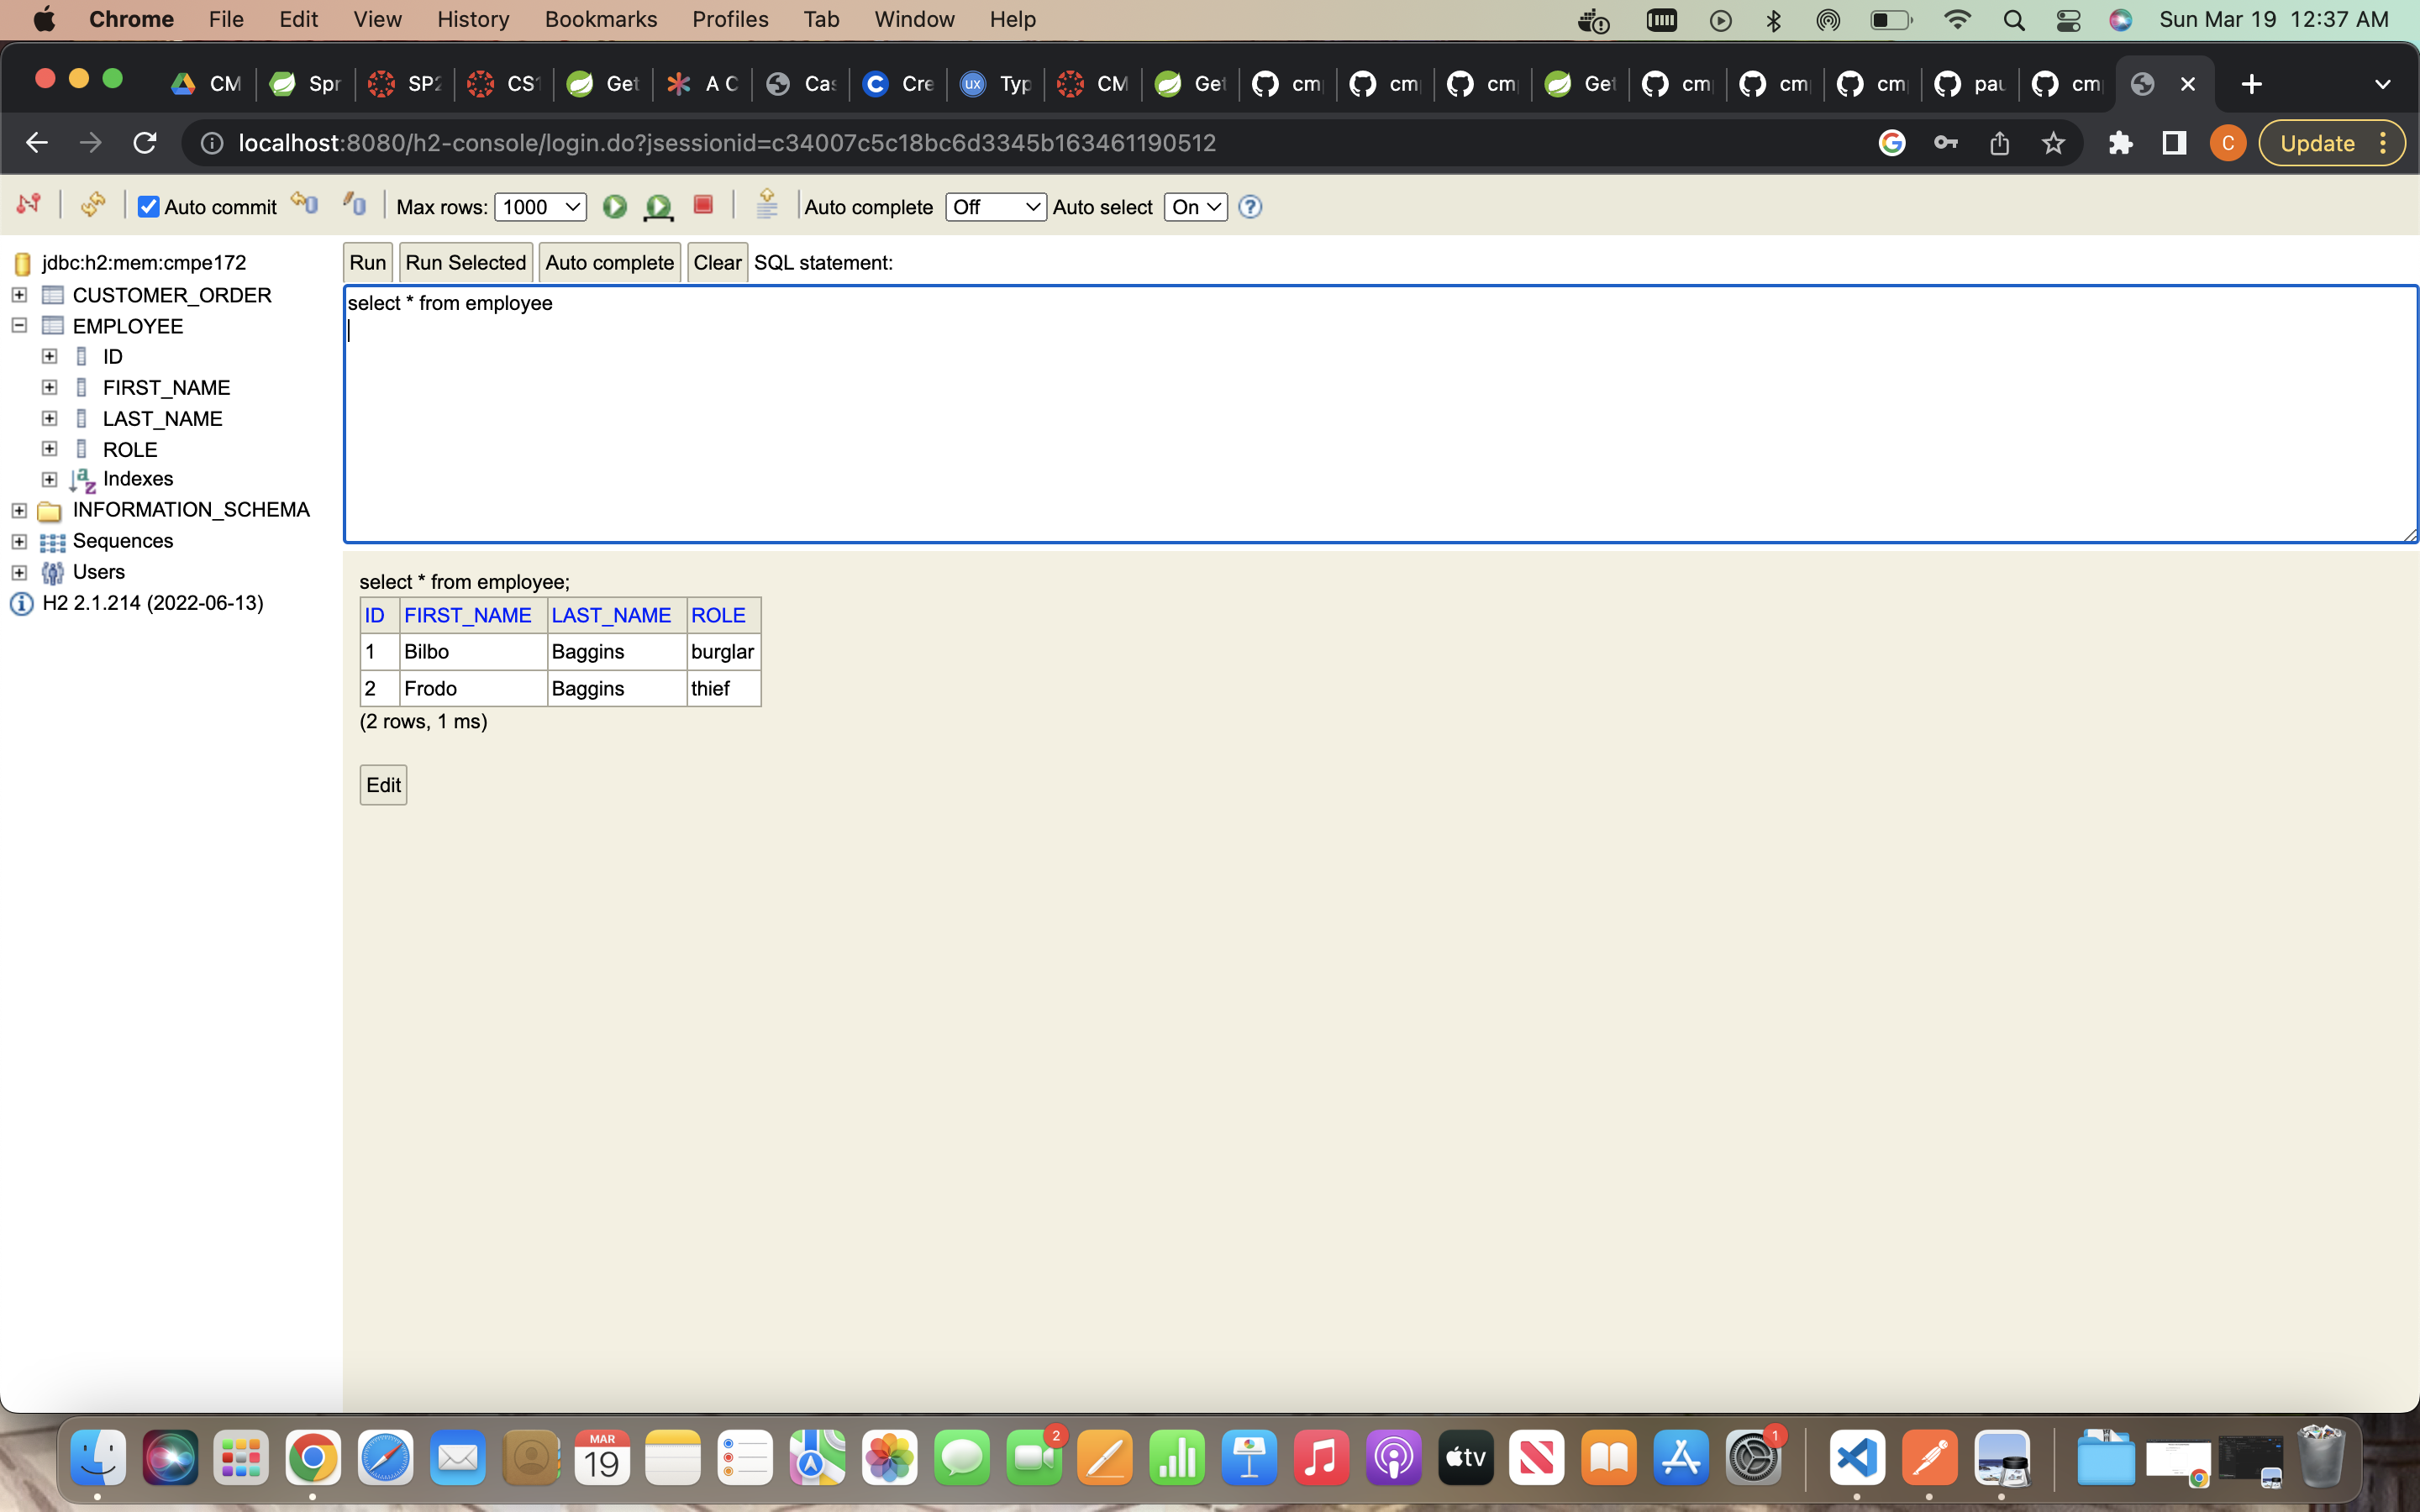 Chrome File Edit View History Bookmarks Profiles Tab Window Help Sun Mar 19 12:37 AM
CM Spr SP2 CS1 Get A C Cas Cre ux Typ CM Get cm cm cm Get cm cm cm pau cm
localhost:8080/h2-console/login.do?jsessionid=c34007c5c18bc6d3345b163461190512 C Update
Auto commit Max rows: 1000 Auto complete Off Auto select On
jdbc:h2:mem:cmpe172
CUSTOMER_ORDER
EMPLOYEE
ID
FIRST_NAME
LAST_NAME
ROLE
Indexes
INFORMATION_SCHEMA
Sequences
Users
H2 2.1.214 (2022-06-13)
Run Run Selected Auto complete Clear SQL statement:
select * from employee
select * from employee;
ID FIRST_NAME LAST_NAME ROLE
1 Bilbo Baggins burglar
2 Frodo Baggins thief
(2 rows, 1 ms)
Edit
MAR
19
2
tv
1